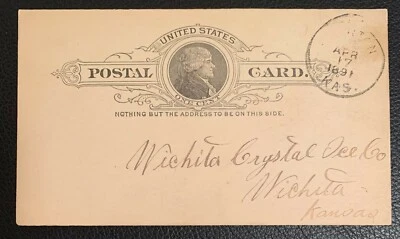 UNITED STATES
POSTAL CARD.
ONE CENT
NOTHING BUT THE ADDRESS TO BE ON THIS SIDE.
APR
17
1891
KAS.
Wichita Crystal Ice Co
Wichita
Kansas